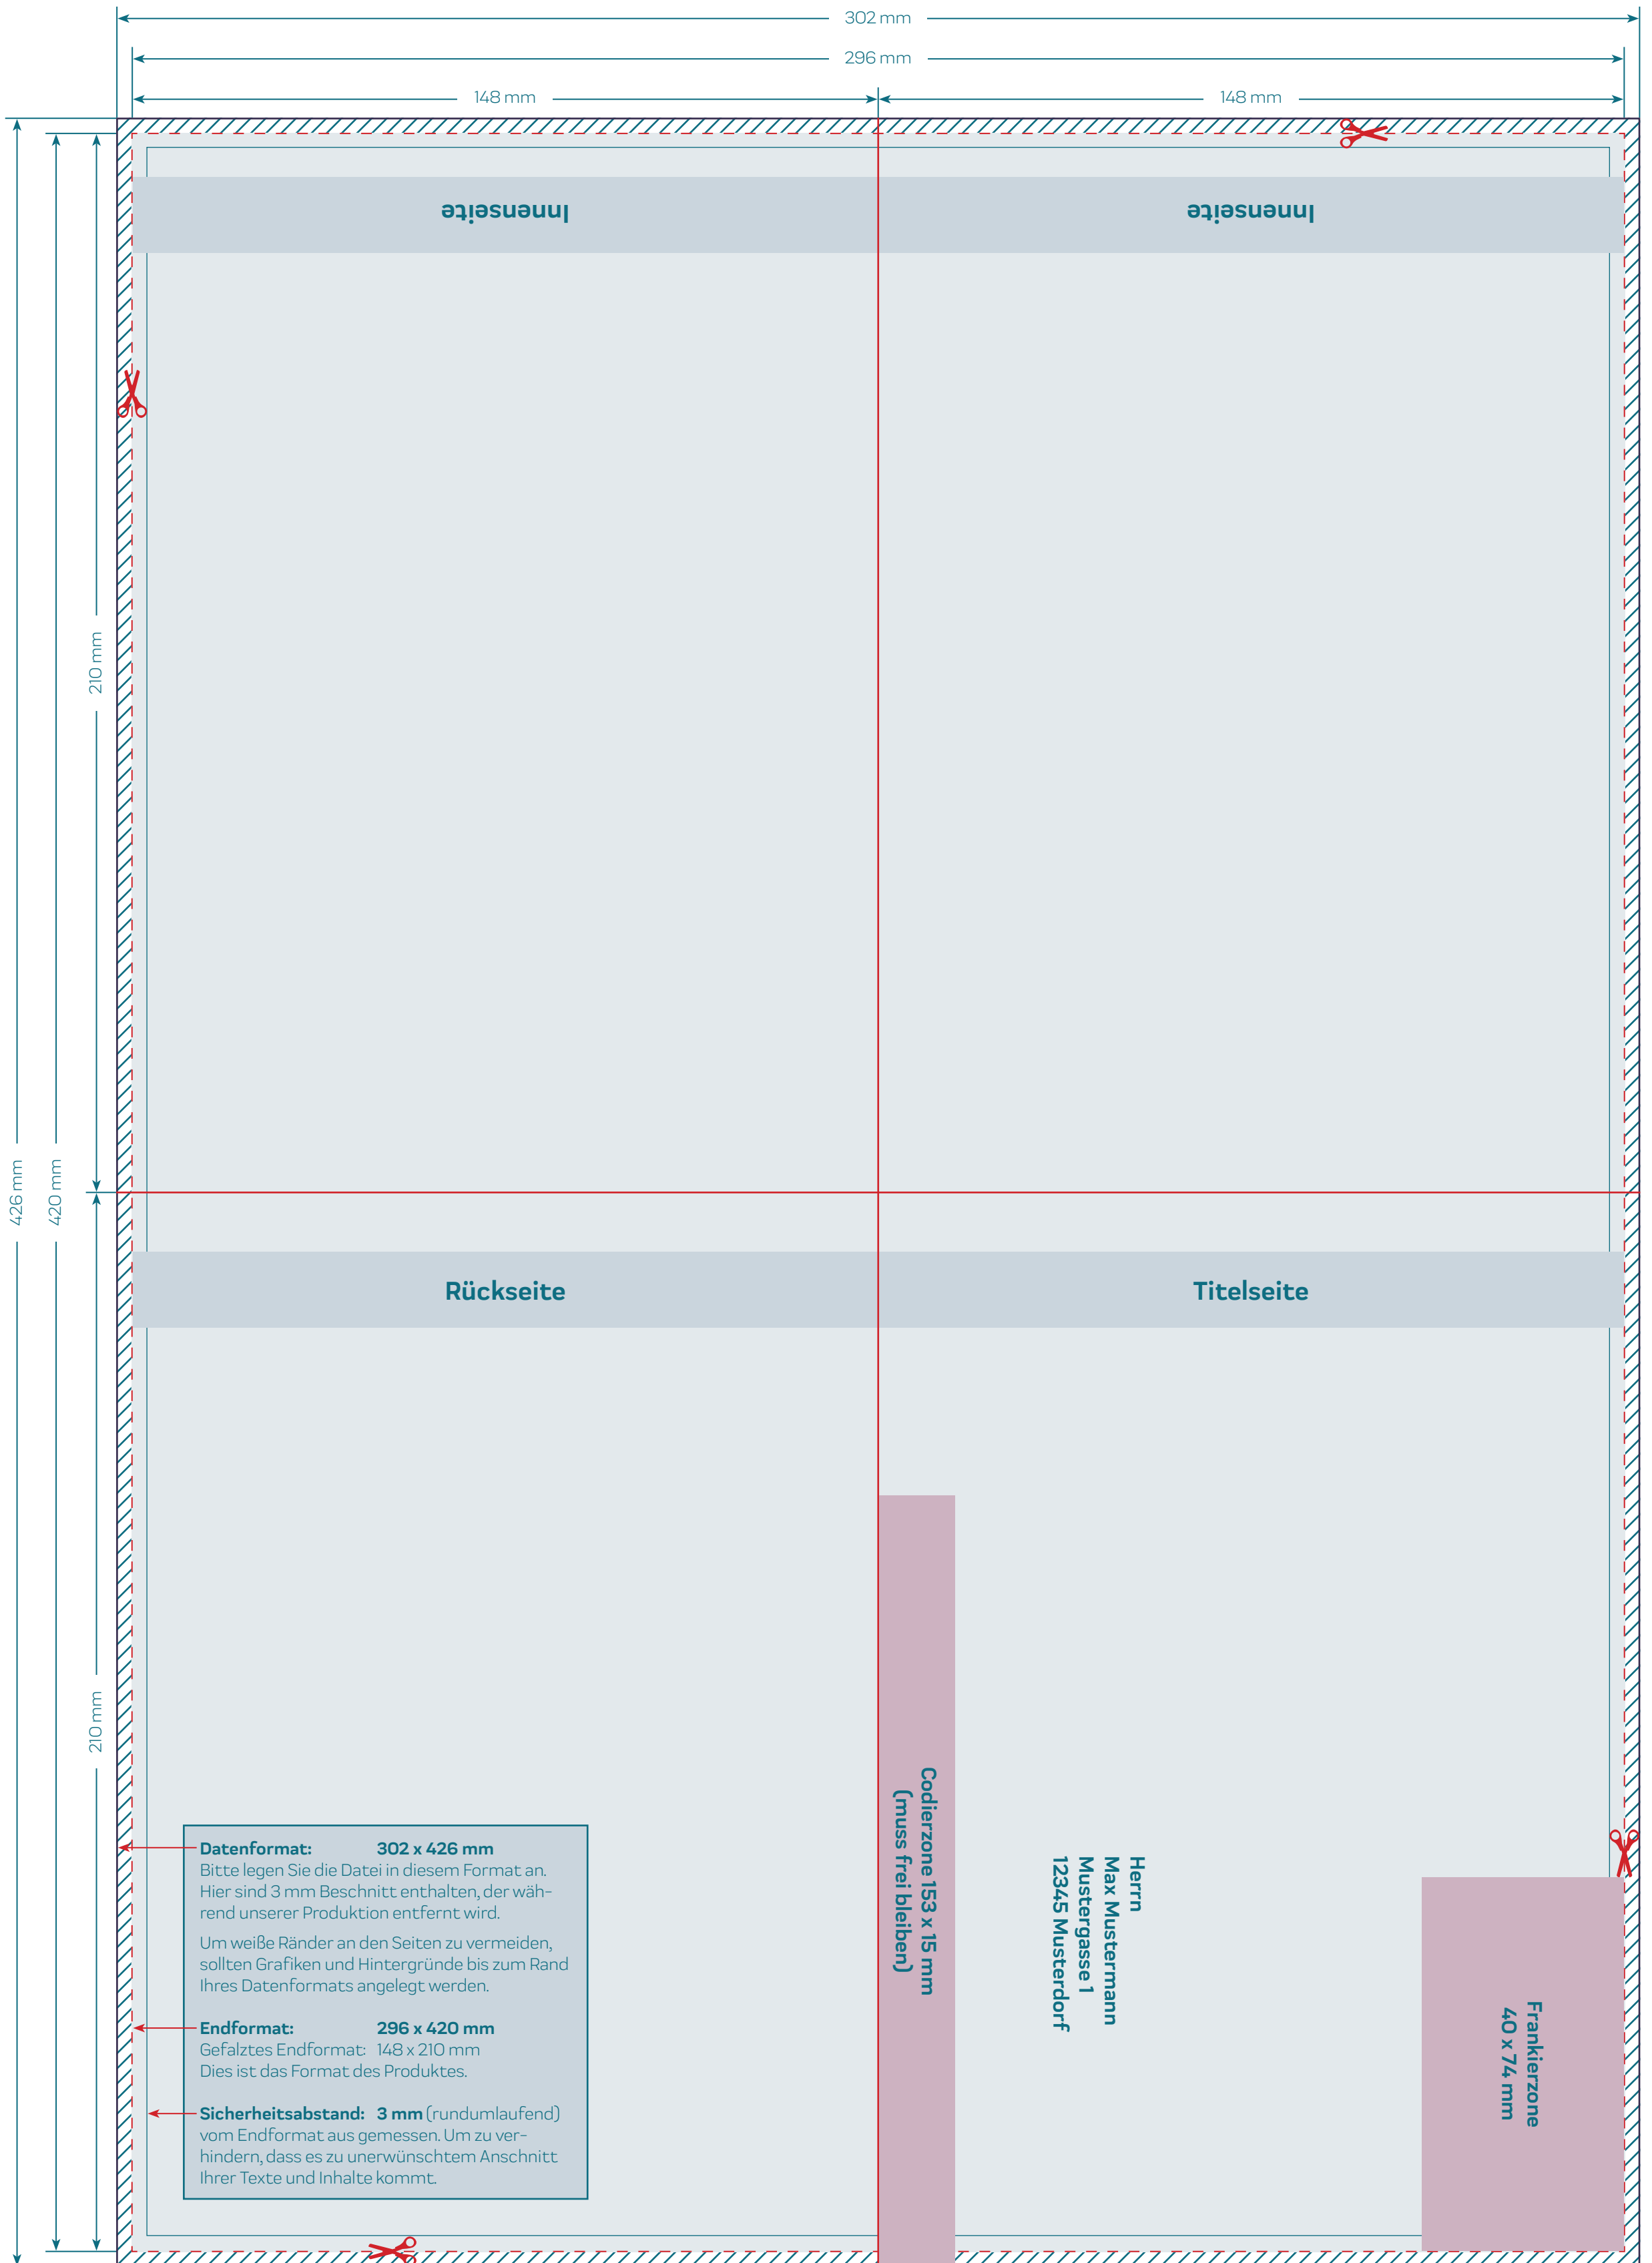 302 mm
296 mm
148 mm
148 mm
Innenseite
Innenseite
210 mm
426 mm
420 mm
Rückseite
Titelseite
210 mm
Codierzone 153 x 15 mm
(muss frei bleiben)
Herrn
Max Mustermann
Mustergasse 1
12345 Musterdorf
Frankierzone
40 x 74 mm
Datenformat: 302 x 426 mm
Bitte legen Sie die Datei in diesem Format an.
Hier sind 3 mm Beschnitt enthalten, der wäh-
rend unserer Produktion entfernt wird.
Um weiße Ränder an den Seiten zu vermeiden,
sollten Grafiken und Hintergründe bis zum Rand
Ihres Datenformats angelegt werden.
Endformat: 296 x 420 mm
Gefalztes Endformat: 148 x 210 mm
Dies ist das Format des Produktes.
Sicherheitsabstand: 3 mm (rundumlaufend)
vom Endformat aus gemessen. Um zu ver-
hindern, dass es zu unerwünschtem Anschnitt
Ihrer Texte und Inhalte kommt.